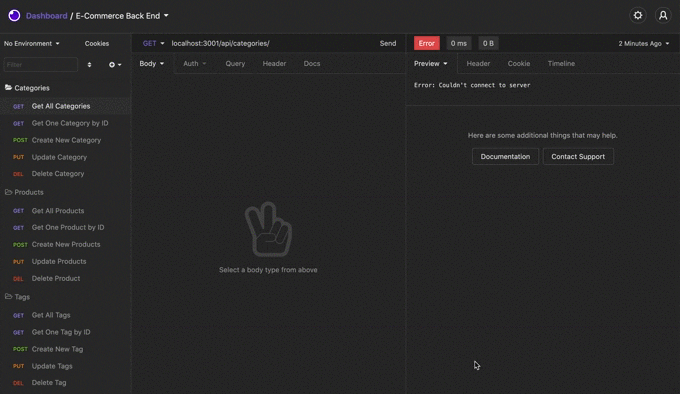 Dashboard / E-Commerce Back End
No Environment Cookies
GET localhost:3001/api/categories/ Send
Error 0 ms 0 B 2 Minutes Ago
Filter
Body Auth Query Header Docs
Preview Header Cookie Timeline
Error: Couldn't connect to server
Categories
GET Get All Categories
GET Get One Category by ID
POST Create New Category
PUT Update Category
DEL Delete Category
Products
GET Get All Products
GET Get One Product by ID
POST Create New Products
PUT Update Products
DEL Delete Product
Tags
GET Get All Tags
GET Get One Tag by ID
POST Create New Tag
PUT Update Tags
DEL Delete Tag
Select a body type from above
Here are some additional things that may help.
Documentation Contact Support